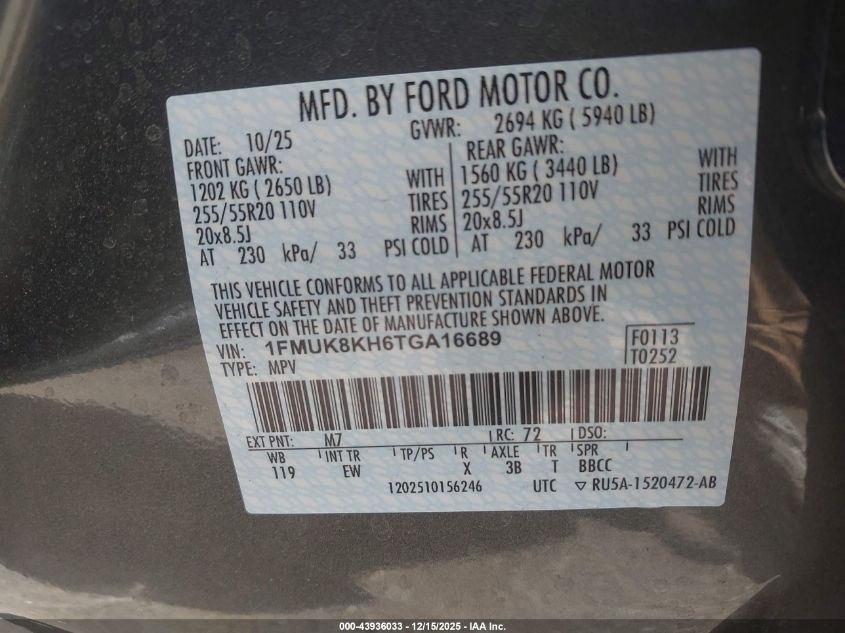 MFD. BY FORD MOTOR CO.
DATE: 10/25 GVWR: 2694 KG ( 5940 LB)
FRONT GAWR: REAR GAWR:
1202 KG ( 2650 LB) WITH 1560 KG ( 3440 LB) WITH
255/55R20 110V TIRES 255/55R20 110V TIRES
20x8.5J RIMS 20x8.5J RIMS
AT 230 kPa/ 33 PSI COLD AT 230 kPa/ 33 PSI COLD
THIS VEHICLE CONFORMS TO ALL APPLICABLE FEDERAL MOTOR
VEHICLE SAFETY AND THEFT PREVENTION STANDARDS IN
EFFECT ON THE DATE OF MANUFACTURE SHOWN ABOVE.
VIN: 1FMUK8KH6TGA16689 F0113
TYPE: MPV T0252
EXT PNT: M7 RC: 72 DSO:
WB INT TR TP/PS R AXLE TR SPR
119 EW X 3B T BBCC
1202510156246 UTC ▽ RU5A-1520472-AB
000-43936033 - 12/15/2025 - IAA Inc.